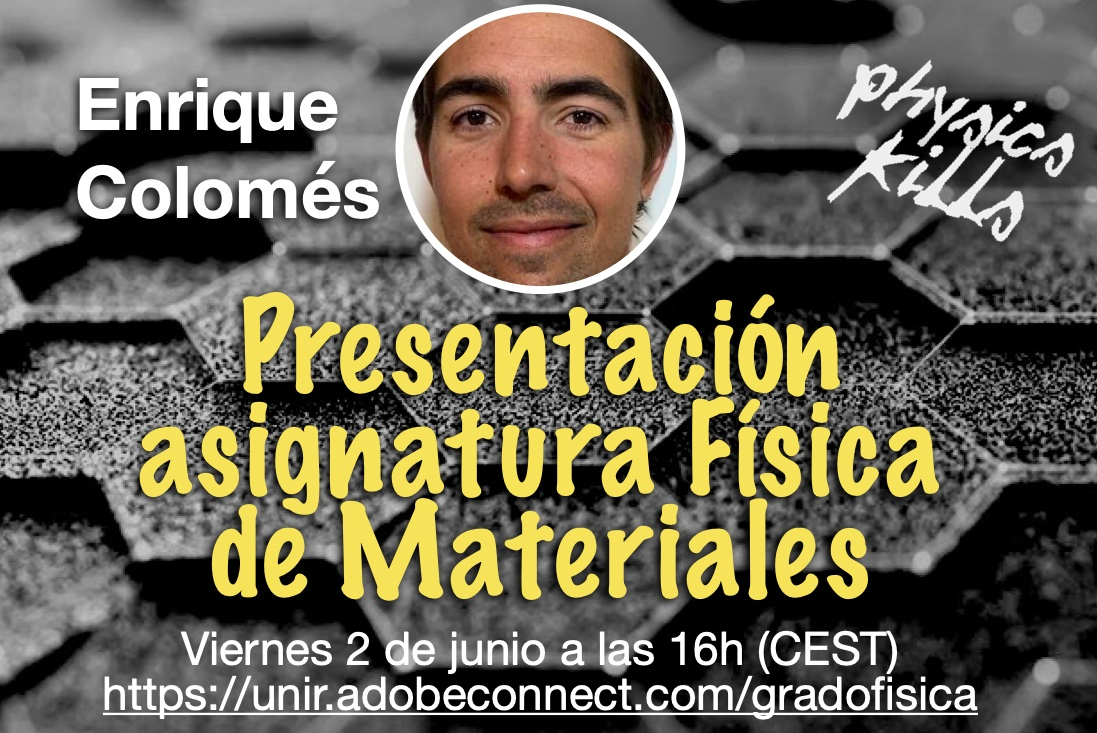 Enrique
Colomés
physics
kills
Presentación
asignatura Física
de Materiales
Viernes 2 de junio a las 16h (CEST)
https://unir.adobeconnect.com/gradofisica